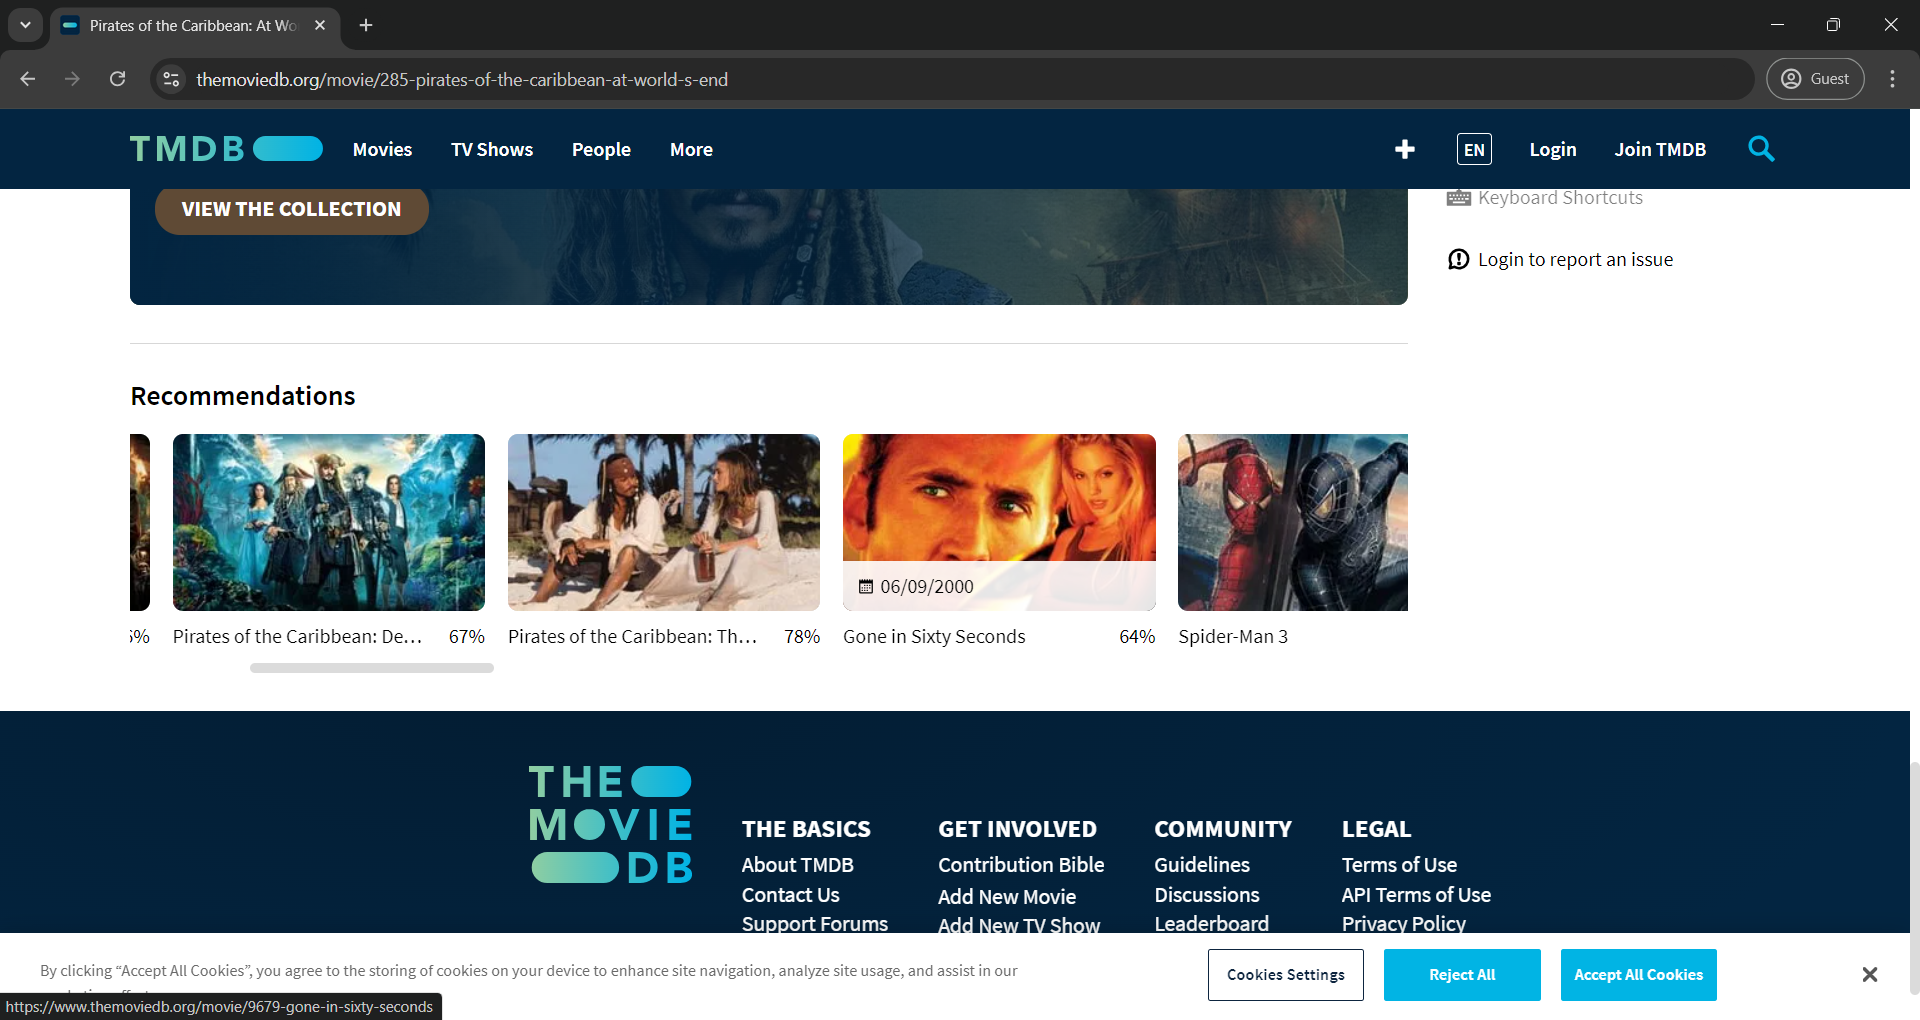 Pirates of the Caribbean: At Wo
themoviedb.org/movie/285-pirates-of-the-caribbean-at-world-s-end
Guest
TMDB
Movies
TV Shows
People
More
EN
Login
Join TMDB
VIEW THE COLLECTION
Keyboard Shortcuts
Login to report an issue
Recommendations
06/09/2000
Pirates of the Caribbean: De... 67%
Pirates of the Caribbean: Th... 78%
Gone in Sixty Seconds 64%
Spider-Man 3
THE
MOVIE
DB
THE BASICS
About TMDB
Contact Us
Support Forums
GET INVOLVED
Contribution Bible
Add New Movie
Add New TV Show
COMMUNITY
Guidelines
Discussions
Leaderboard
LEGAL
Terms of Use
API Terms of Use
Privacy Policy
By clicking “Accept All Cookies”, you agree to the storing of cookies on your device to enhance site navigation, analyze site usage, and assist in our
Cookies Settings
Reject All
Accept All Cookies
https://www.themoviedb.org/movie/9679-gone-in-sixty-seconds